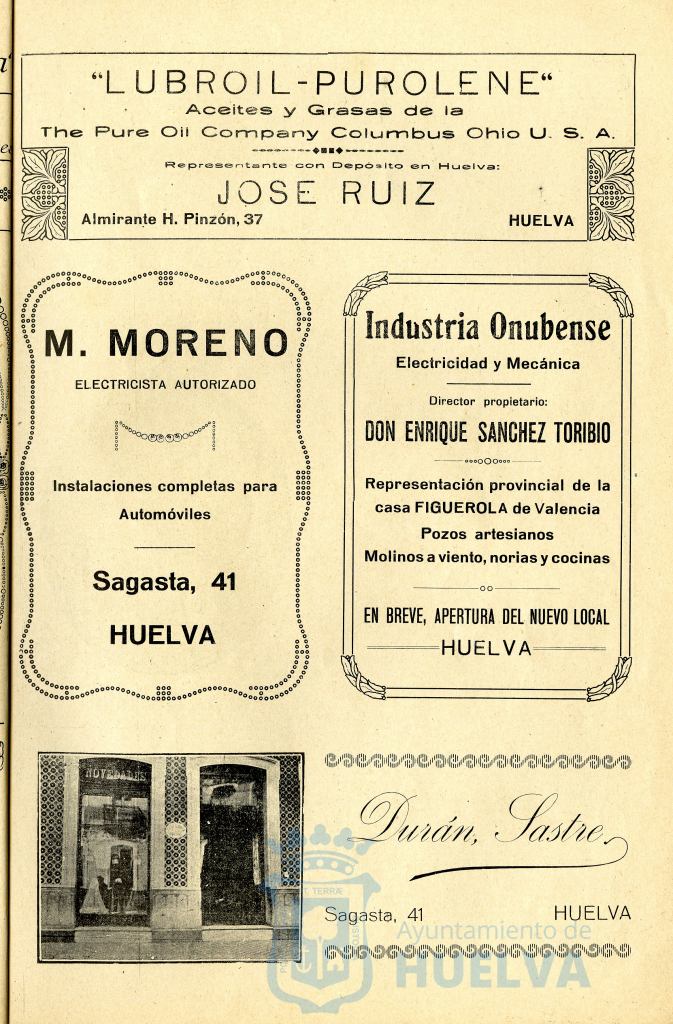 "LUBROIL-PUROLENE"
Aceites y Grasas de la
The Pure Oil Company Columbus Ohio U. S. A.
Representante con Depósito en Huelva:
JOSE RUIZ
Almirante H. Pinzón, 37 HUELVA
M. MORENO
ELECTRICISTA AUTORIZADO
Instalaciones completas para
Automóviles
Sagasta, 41
HUELVA
Industria Onubense
Electricidad y Mecánica
Director propietario:
DON ENRIQUE SANCHEZ TORIBIO
Representación provincial de la
casa FIGUEROLA de Valencia
Pozos artesianos
Molinos a viento, norias y cocinas
EN BREVE, APERTURA DEL NUEVO LOCAL
HUELVA
NOVEDADES
Durán, Sastre
Sagasta, 41 HUELVA
Ayuntamiento de
HUELVA